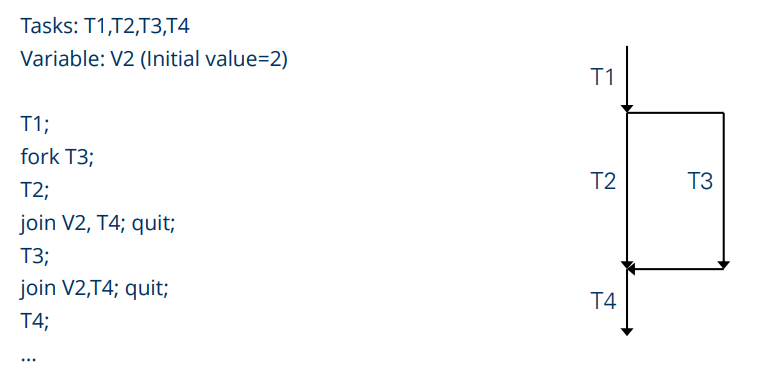 Tasks: T1,T2,T3,T4
Variable: V2 (Initial value=2)
T1;
fork T3;
T2;
join V2, T4; quit;
T3;
join V2,T4; quit;
T4;
...
T1
T2
T3
T4